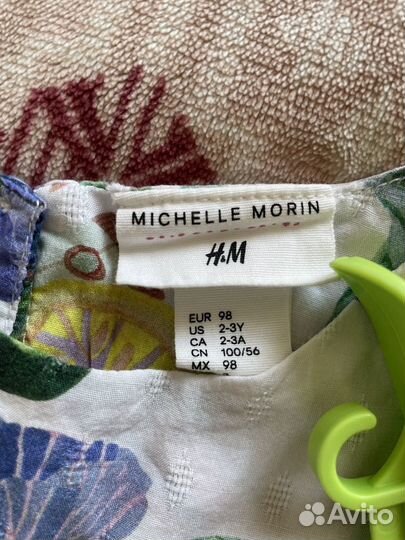 MICHELLE MORIN
H&M
EUR 98
US 2-3Y
CA 2-3A
CN 100/56
MX 98
Avito